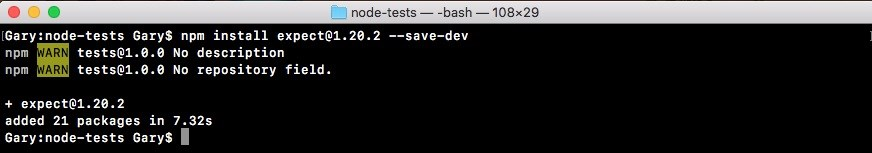 node-tests — -bash — 108×29
[Gary:node-tests Gary$ npm install expect@1.20.2 --save-dev ]
npm WARN tests@1.0.0 No description
npm WARN tests@1.0.0 No repository field.
+ expect@1.20.2
added 21 packages in 7.32s
Gary:node-tests Gary$